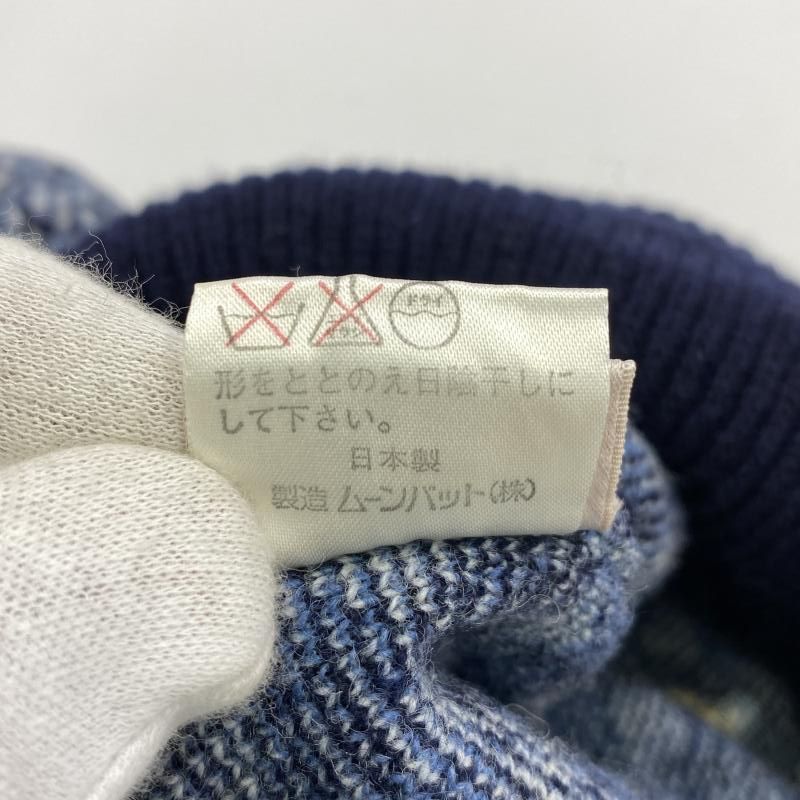 ドライ
形をととのえ日陰干しに
して下さい。
日本製
製造 ムーンバット(株)